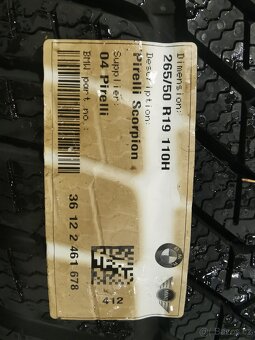 Dimension:
265/50 R19 110H
Description:
Pirelli Scorpion
Supplier:
04 Pirelli
BMW part.no.:
36 12 2 461 678
412